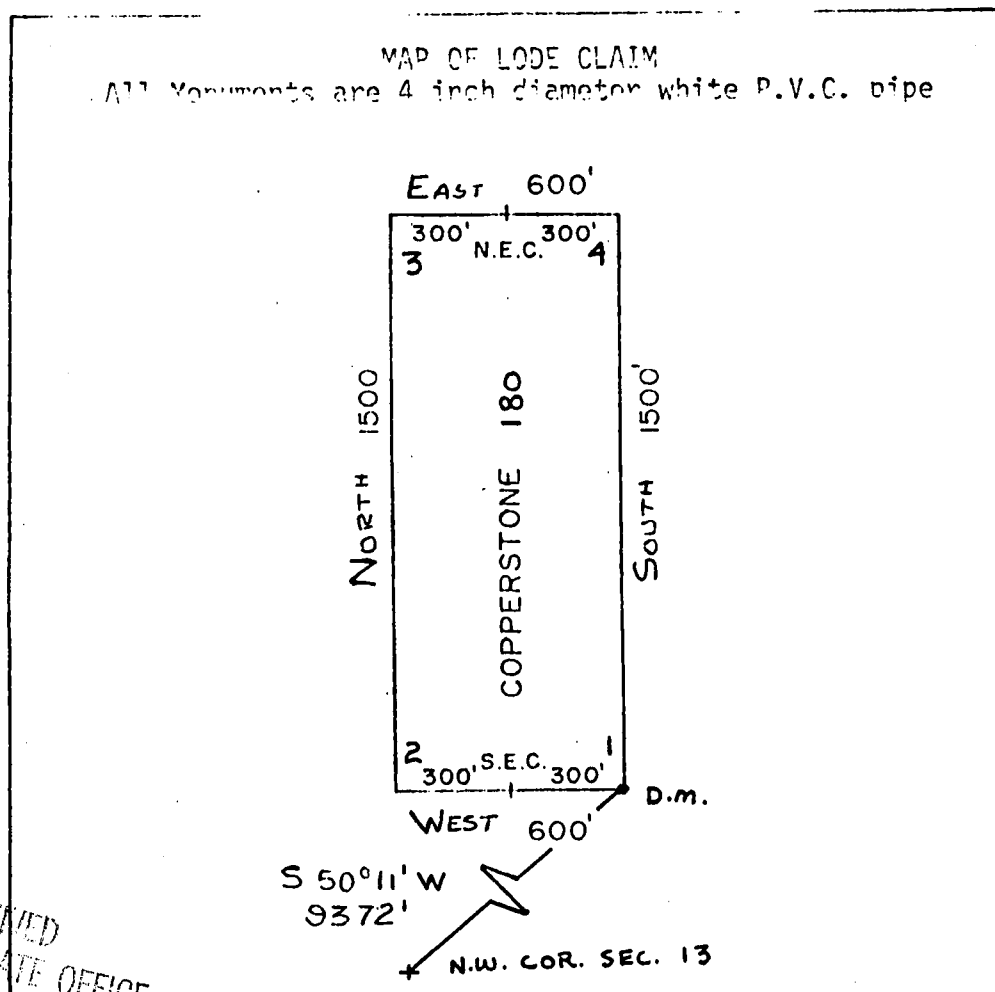 MAP OF LODE CLAIM
All Monuments are 4 inch diameter white P.V.C. pipe
EAST 600'
300' 300'
N.E.C.
3 4
NORTH 1500
COPPERSTONE 180
SOUTH 1500'
2 1
S.E.C.
300' 300'
D.M.
WEST 600'
S 50°11' W
9372'
N.W. COR. SEC. 13
OFFICE